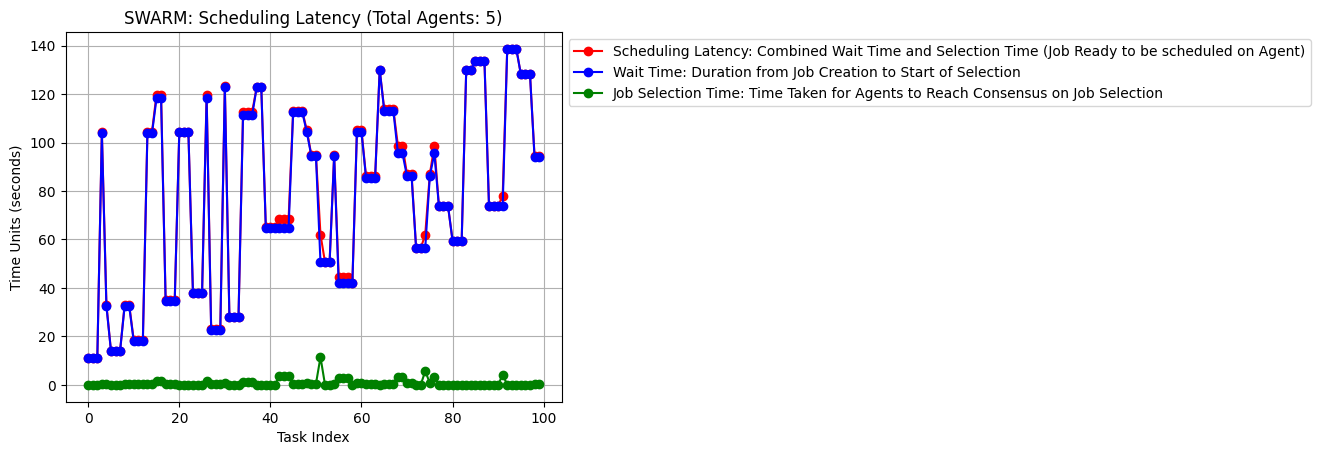 SWARM: Scheduling Latency (Total Agents: 5)
140
120
100
80
60
40
20
0
Time Units (seconds)
0 20 40 60 80 100
Task Index
Scheduling Latency: Combined Wait Time and Selection Time (Job Ready to be scheduled on Agent)
Wait Time: Duration from Job Creation to Start of Selection
Job Selection Time: Time Taken for Agents to Reach Consensus on Job Selection